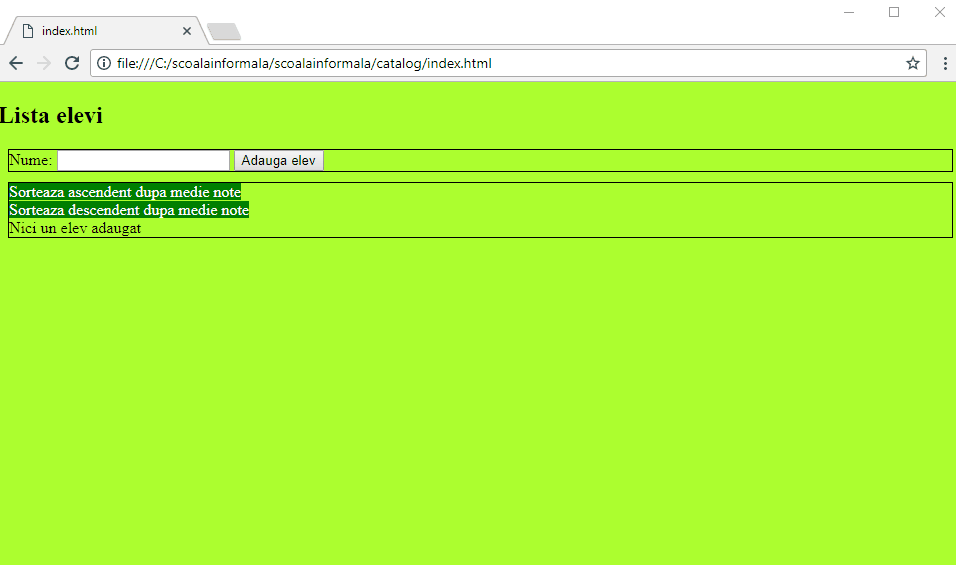 index.html
file:///C:/scoalainformala/scoalainformala/catalog/index.html
Lista elevi
Nume: Adauga elev
Sorteaza ascendent dupa medie note
Sorteaza descendent dupa medie note
Nici un elev adaugat